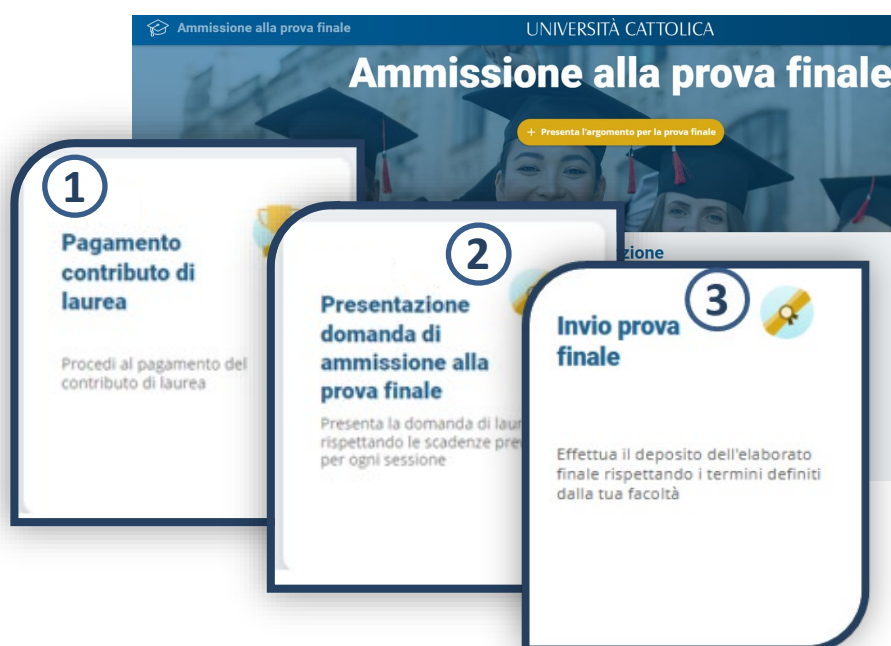 Ammissione alla prova finale
UNIVERSITÀ CATTOLICA
Ammissione alla prova finale
+ Presenta l'argomento per la prova finale
1
Pagamento
contributo di
laurea
Procedi al pagamento del
contributo di laurea
2
Presentazione
domanda di
ammissione alla
prova finale
Presenta la domanda di laur
rispettando le scadenze pre
per ogni sessione
zione
3
Invio prova
finale
Effettua il deposito dell'elaborato
finale rispettando i termini definiti
dalla tua facoltà